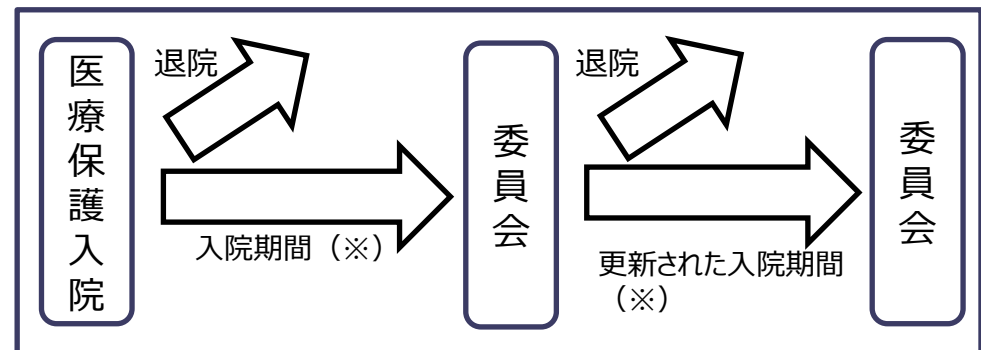 医療保護入院
退院
入院期間（※）
委員会
退院
更新された入院期間
（※）
委員会